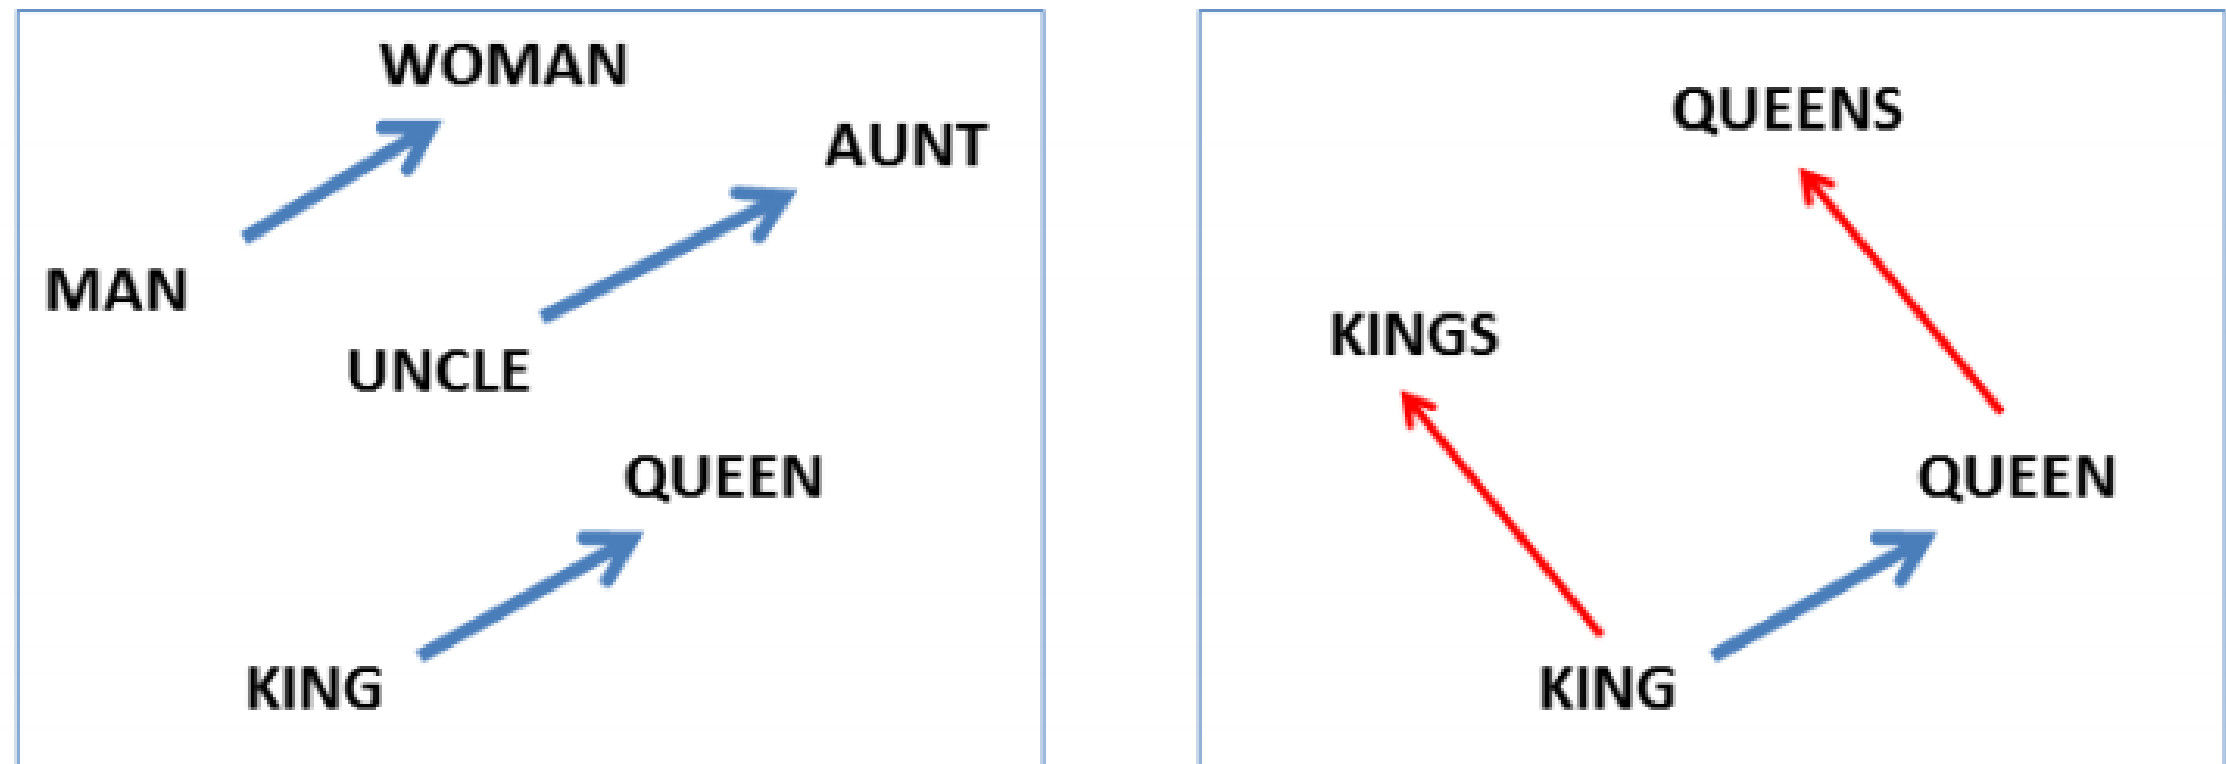 WOMAN
AUNT
MAN
UNCLE
QUEEN
KING
QUEENS
KINGS
QUEEN
KING